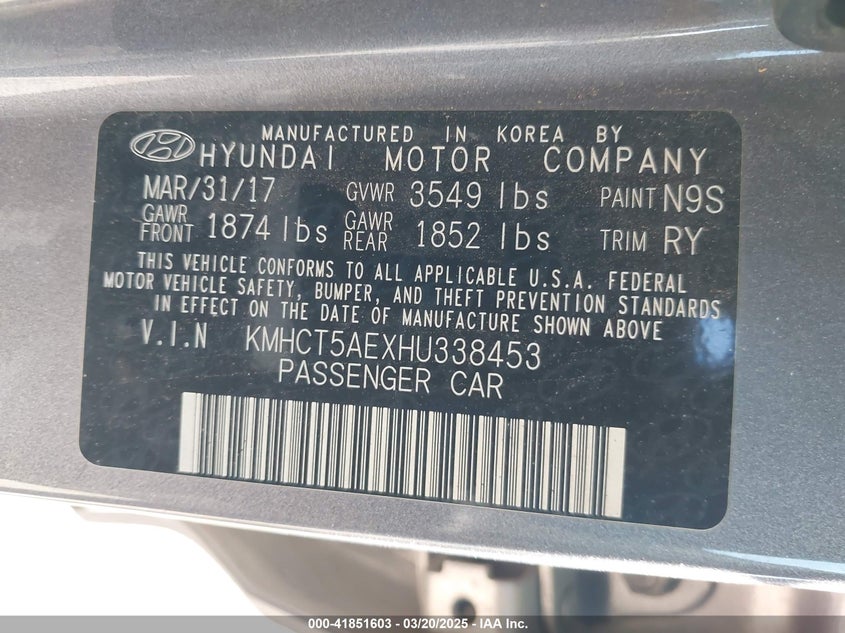 MANUFACTURED IN KOREA BY
HYUNDAI MOTOR COMPANY
MAR/31/17 GVWR 3549 lbs PAINT N9S
GAWR FRONT 1874 lbs GAWR REAR 1852 lbs TRIM RY
THIS VEHICLE CONFORMS TO ALL APPLICABLE U.S.A. FEDERAL
MOTOR VEHICLE SAFETY, BUMPER, AND THEFT PREVENTION STANDARDS
IN EFFECT ON THE DATE OF MANUFACTURE SHOWN ABOVE.
V.I.N KMHCT5AEXHU338453
PASSENGER CAR
000-41851603 / 03/20/2025 - IAA Inc.